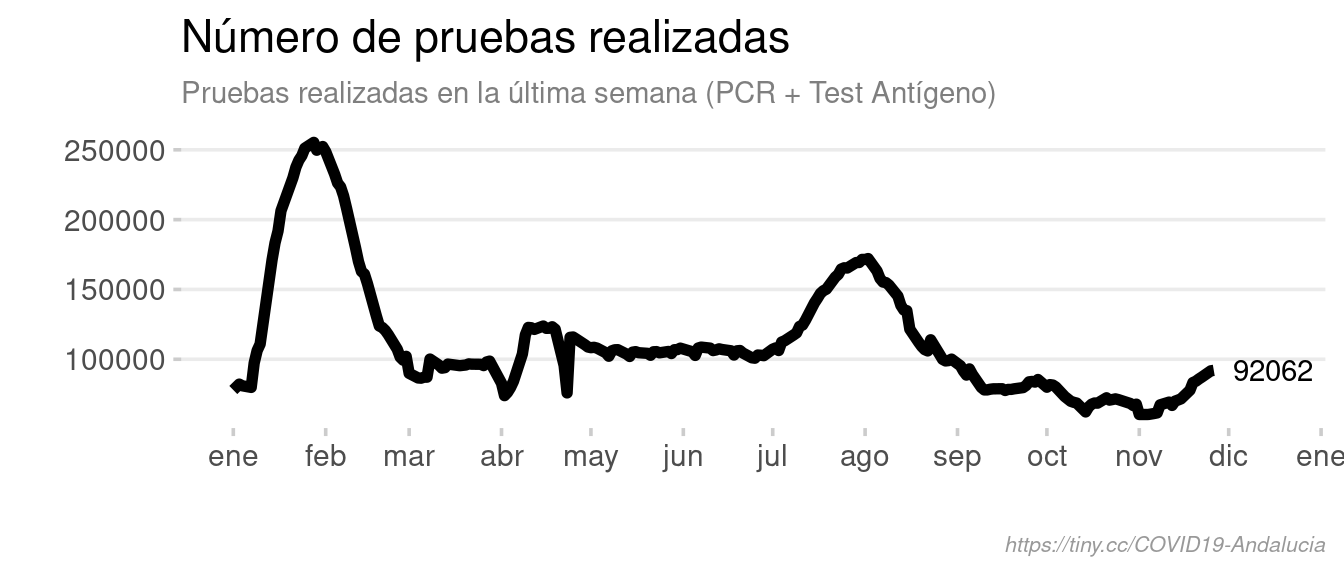 Número de pruebas realizadas
Pruebas realizadas en la última semana (PCR + Test Antígeno)
250000
200000
150000
100000
92062
ene feb mar abr may jun jul ago sep oct nov dic ene
https://tiny.cc/COVID19-Andalucia